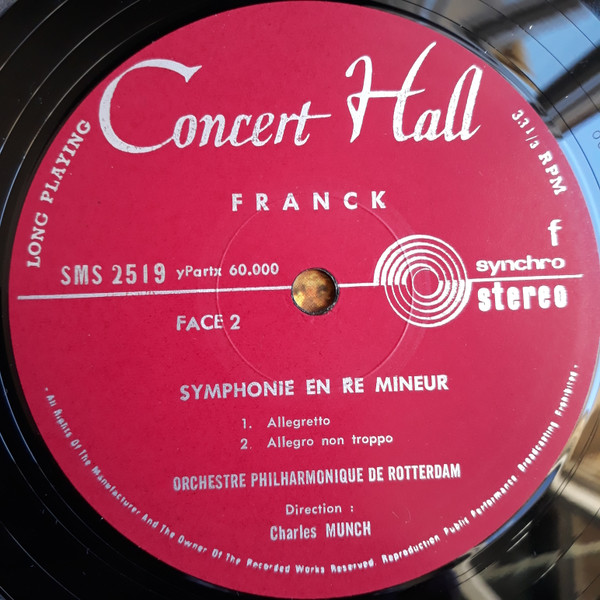 Concert Hall
LONG PLAYING
33 1/3 RPM
FRANCK
f
SMS 2519 yPartx 60.000
synchro
stereo
FACE 2
SYMPHONIE EN RE MINEUR
1. Allegretto
2. Allegro non troppo
ORCHESTRE PHILHARMONIQUE DE ROTTERDAM
Direction :
Charles MUNCH
· All Rights Of The Manufacturer And The Owner Of The Recorded Works Reserved. Reproduction Public Performance Broadcasting Prohibited ·